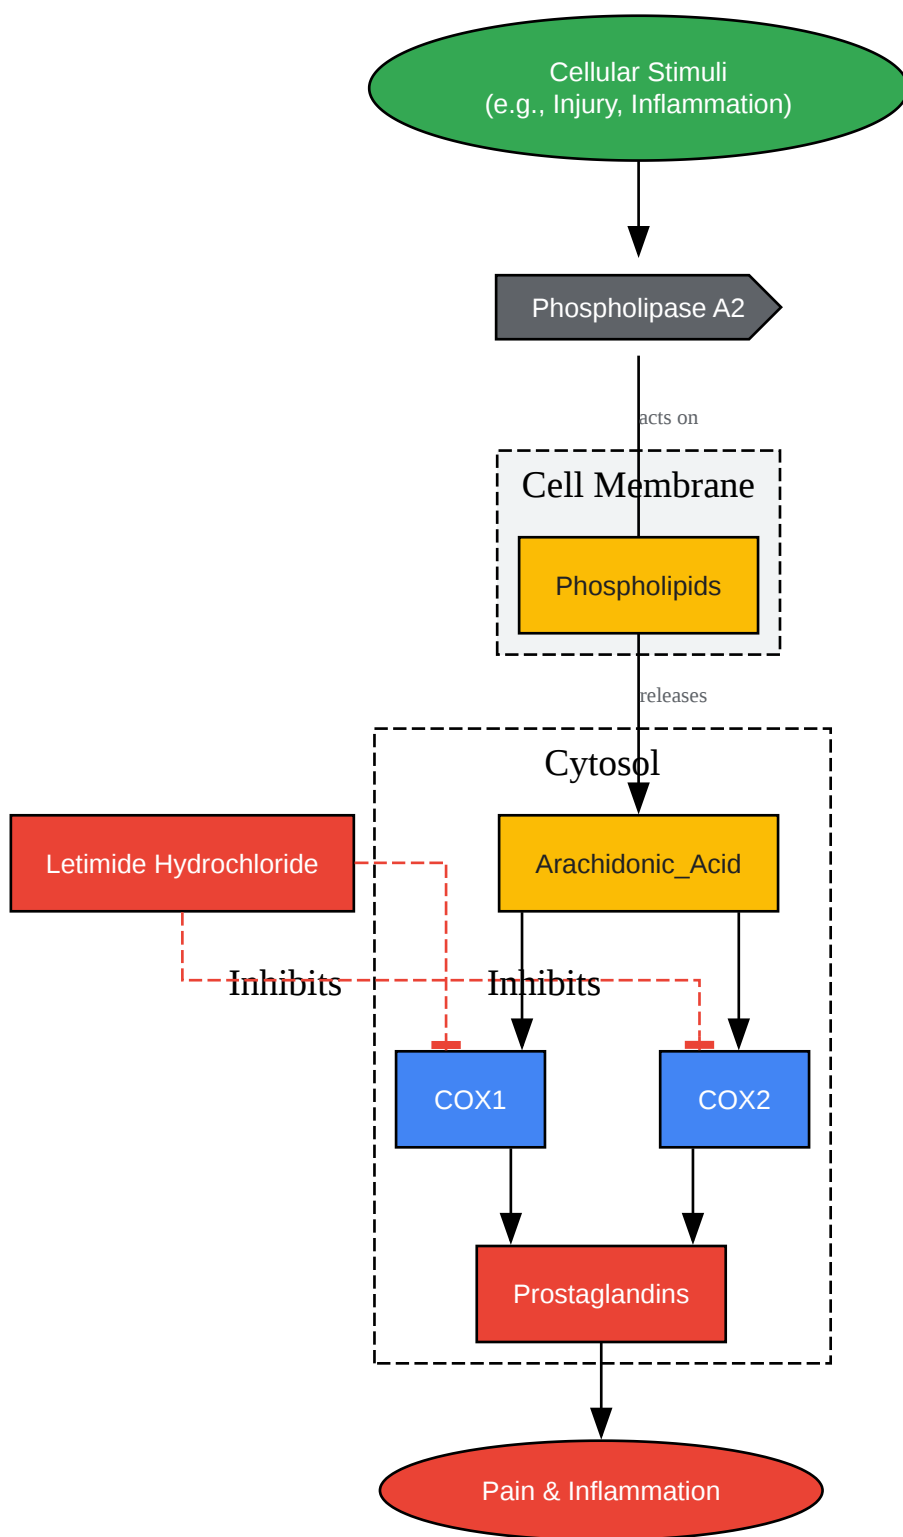 Cellular Stimuli
(e.g., Injury, Inflammation)
Phospholipase A2
acts on
Cell Membrane
Phospholipids
releases
Cytosol
Letimide Hydrochloride
Arachidonic_Acid
Inhibits
Inhibits
COX1
COX2
Prostaglandins
Pain & Inflammation